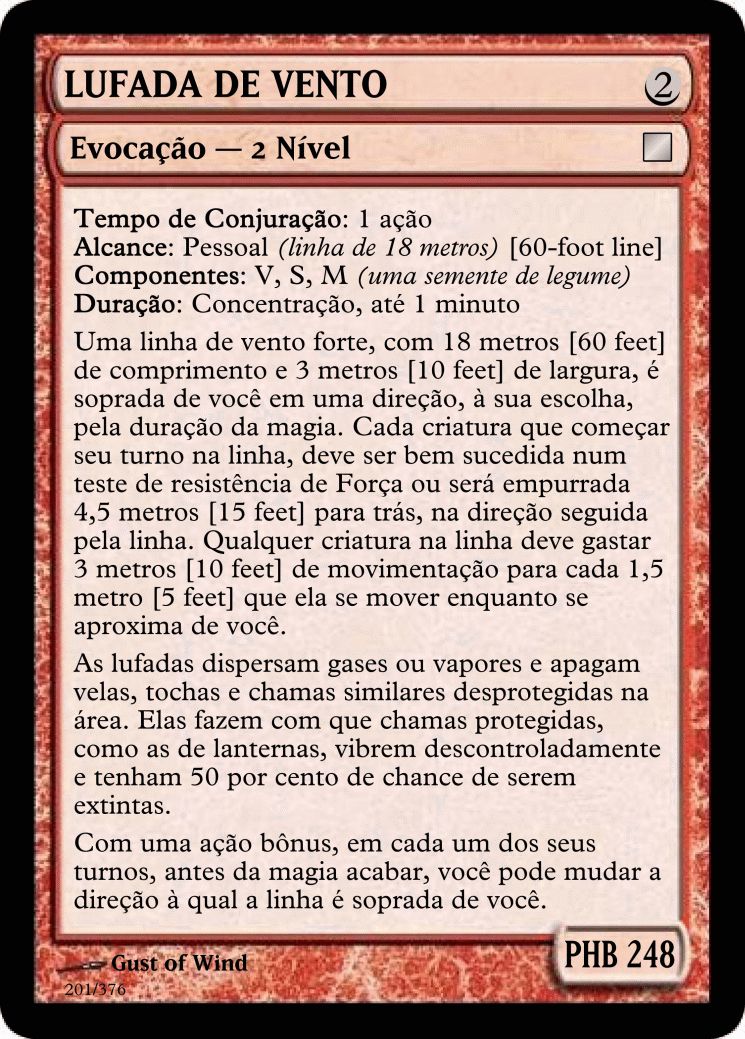 LUFADA DE VENTO
2
Evocação — 2 Nível
Tempo de Conjuração: 1 ação
Alcance: Pessoal (linha de 18 metros) [60-foot line]
Componentes: V, S, M (uma semente de legume)
Duração: Concentração, até 1 minuto
Uma linha de vento forte, com 18 metros [60 feet]
de comprimento e 3 metros [10 feet] de largura, é
soprada de você em uma direção, à sua escolha,
pela duração da magia. Cada criatura que começar
seu turno na linha, deve ser bem sucedida num
teste de resistência de Força ou será empurrada
4,5 metros [15 feet] para trás, na direção seguida
pela linha. Qualquer criatura na linha deve gastar
3 metros [10 feet] de movimentação para cada 1,5
metro [5 feet] que ela se mover enquanto se
aproxima de você.
As lufadas dispersam gases ou vapores e apagam
velas, tochas e chamas similares desprotegidas na
área. Elas fazem com que chamas protegidas,
como as de lanternas, vibrem descontroladamente
e tenham 50 por cento de chance de serem
extintas.
Com uma ação bônus, em cada um dos seus
turnos, antes da magia acabar, você pode mudar a
direção à qual a linha é soprada de você.
PHB 248
Gust of Wind
201/376